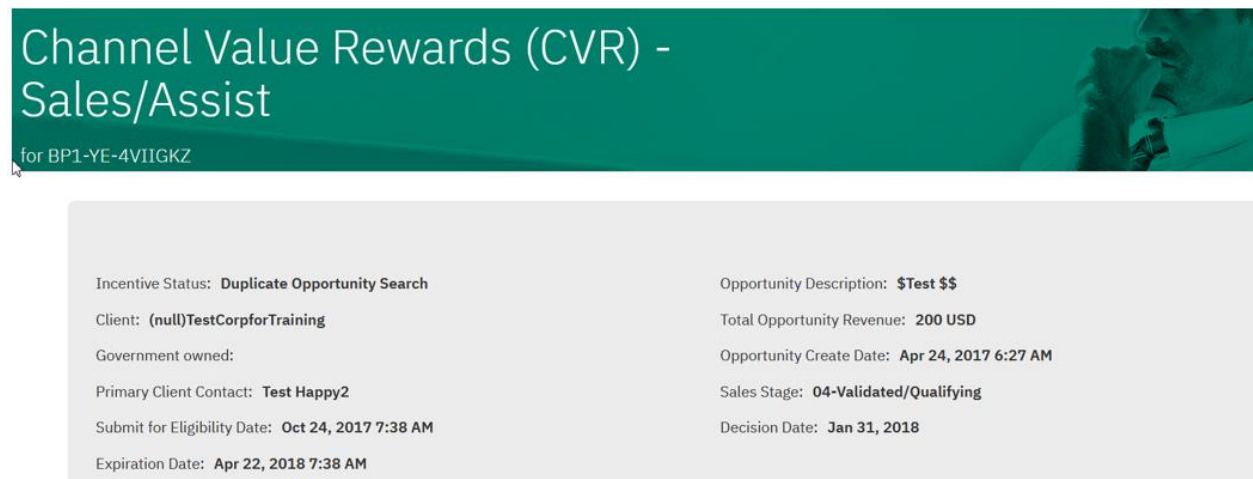 Channel Value Rewards (CVR) -
Sales/Assist
for BP1-YE-4VIIGKZ
Incentive Status: Duplicate Opportunity Search
Client: (null)TestCorpforTraining
Government owned:
Primary Client Contact: Test Happy2
Submit for Eligibility Date: Oct 24, 2017 7:38 AM
Expiration Date: Apr 22, 2018 7:38 AM
Opportunity Description: $Test $$
Total Opportunity Revenue: 200 USD
Opportunity Create Date: Apr 24, 2017 6:27 AM
Sales Stage: 04-Validated/Qualifying
Decision Date: Jan 31, 2018